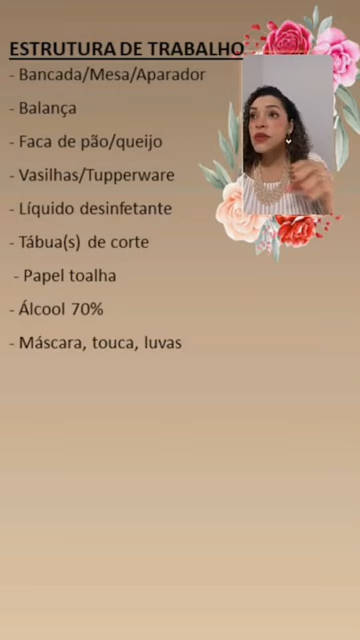 ESTRUTURA DE TRABALHO
- Bancada/Mesa/Aparador
- Balança
- Faca de pão/queijo
- Vasilhas/Tupperware
- Líquido desinfetante
- Tábua(s) de corte
- Papel toalha
- Álcool 70%
- Máscara, touca, luvas